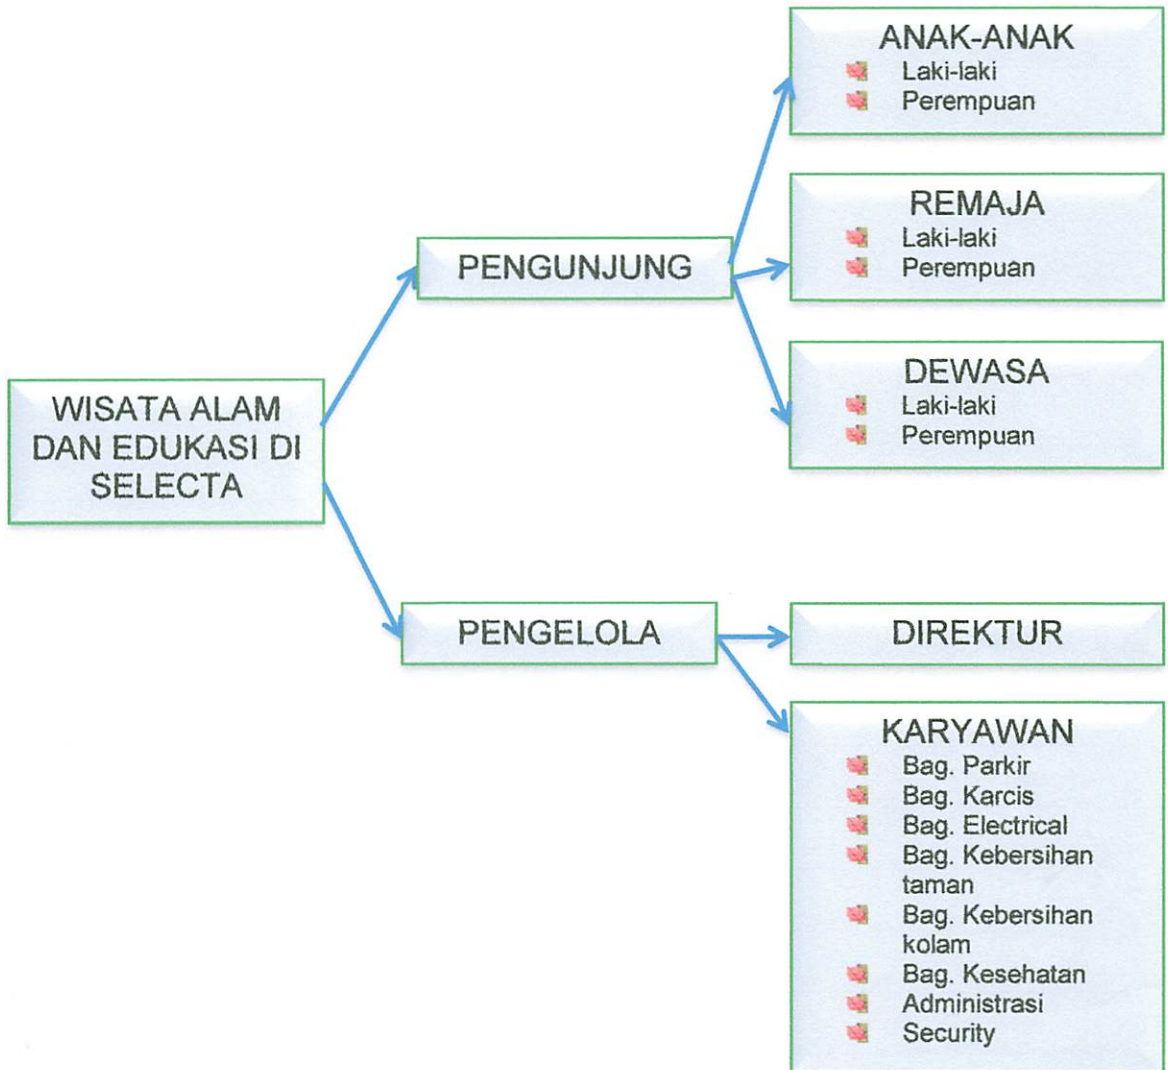 ANAK-ANAK
Laki-laki
Perempuan
REMAJA
Laki-laki
Perempuan
PENGUNJUNG
DEWASA
Laki-laki
Perempuan
WISATA ALAM
DAN EDUKASI DI
SELECTA
PENGELOLA
DIREKTUR
KARYAWAN
Bag. Parkir
Bag. Karcis
Bag. Electrical
Bag. Kebersihan
taman
Bag. Kebersihan
kolam
Bag. Kesehatan
Administrasi
Security